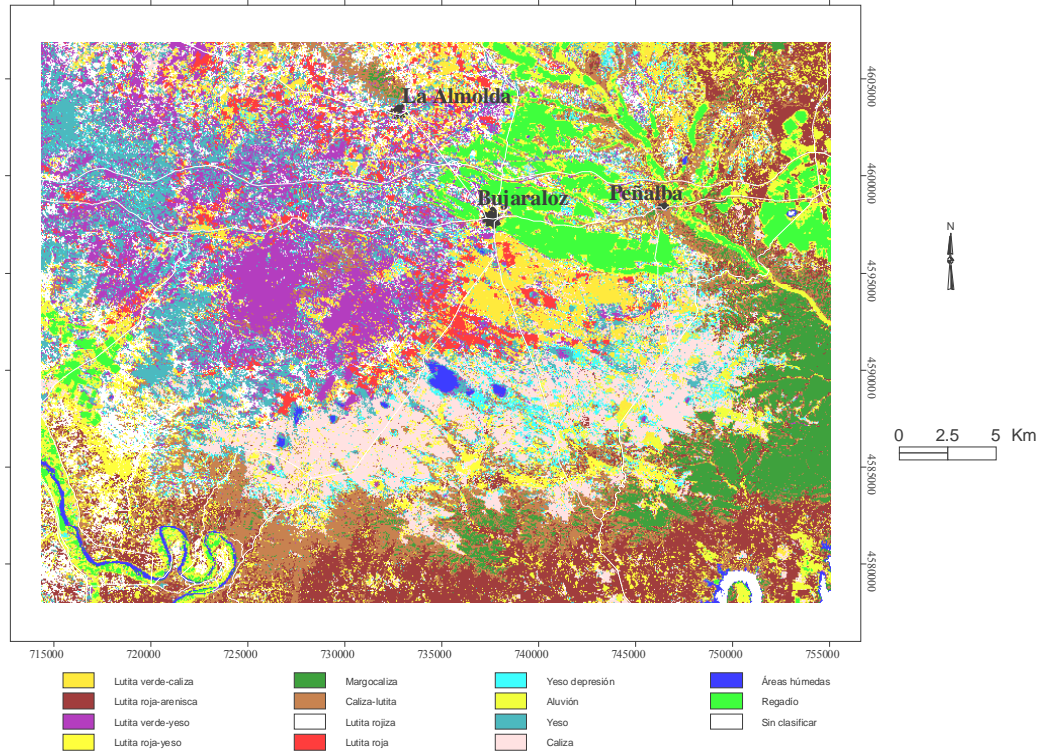 La Almolda
Bujaraloz
Peñalba
4605000
4600000
4595000
4590000
4585000
4580000
N
0 2.5 5 Km
715000 720000 725000 730000 735000 740000 745000 750000 755000
Lutita verde-caliza
Lutita roja-arenisca
Lutita verde-yeso
Lutita roja-yeso
Margocaliza
Caliza-lutita
Lutita rojiza
Lutita roja
Yeso depresión
Aluvión
Yeso
Caliza
Áreas húmedas
Regadio
Sin clasificar